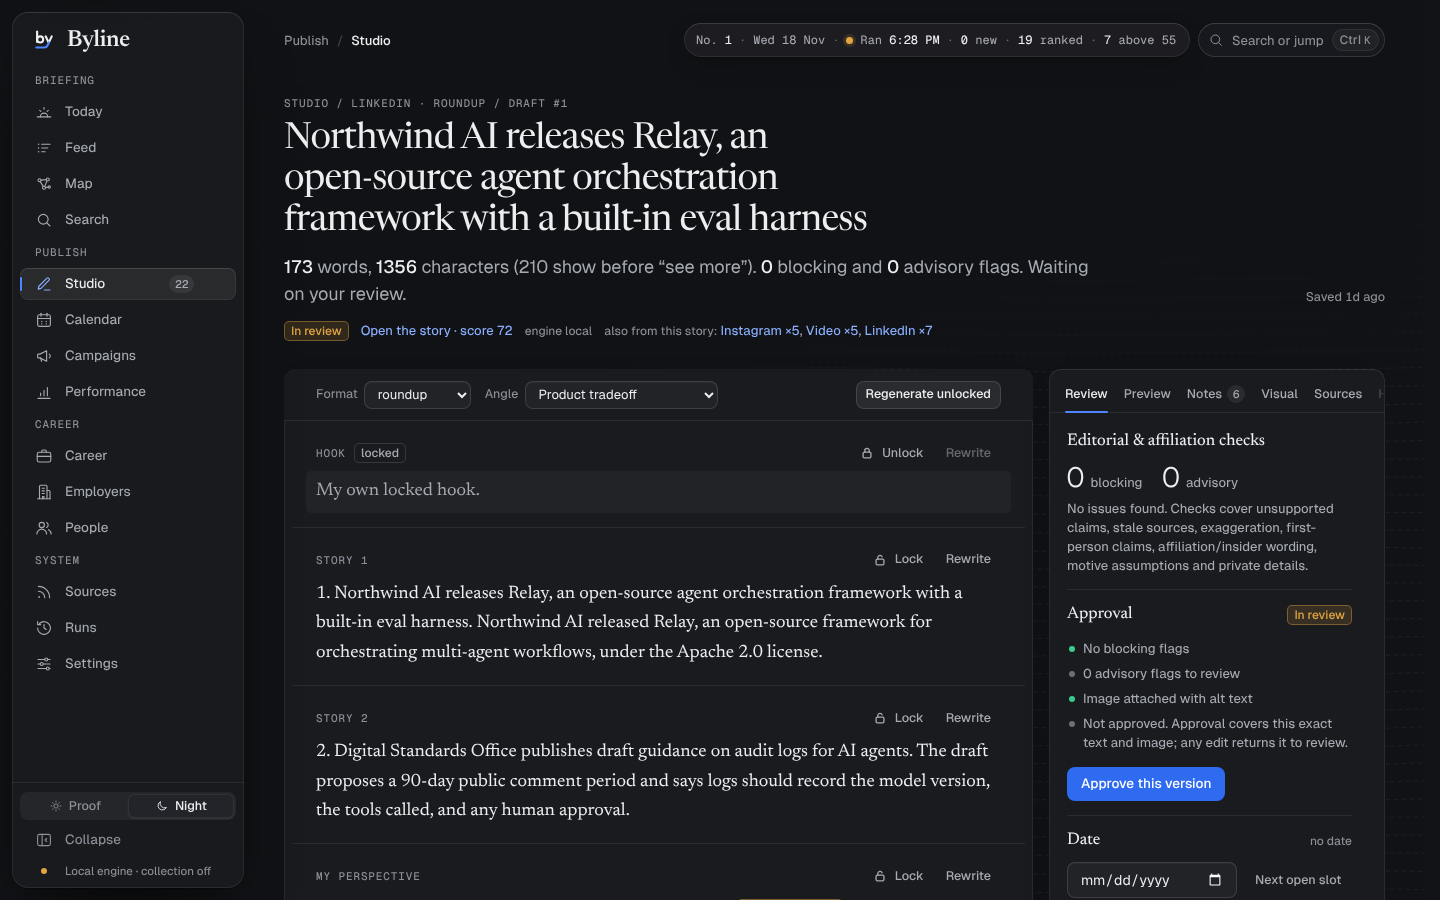 by Byline
BRIEFING
Today
Feed
Map
Search
PUBLISH
Studio 22
Calendar
Campaigns
Performance
CAREER
Career
Employers
People
SYSTEM
Sources
Runs
Settings
Proof Night
Collapse
Local engine · collection off
Publish / Studio
No. 1 · Wed 18 Nov · Ran 6:28 PM · 0 new · 19 ranked · 7 above 55
Search or jump Ctrl K
STUDIO / LINKEDIN · ROUNDUP / DRAFT #1
Northwind AI releases Relay, an
open-source agent orchestration
framework with a built-in eval harness
173 words, 1356 characters (210 show before “see more”). 0 blocking and 0 advisory flags. Waiting
on your review.
Saved 1d ago
In review Open the story · score 72 engine local also from this story: Instagram ×5, Video ×5, LinkedIn ×7
Format roundup Angle Product tradeoff Regenerate unlocked
HOOK locked Unlock Rewrite
My own locked hook.
STORY 1 Lock Rewrite
1. Northwind AI releases Relay, an open-source agent orchestration framework with a
built-in eval harness. Northwind AI released Relay, an open-source framework for
orchestrating multi-agent workflows, under the Apache 2.0 license.
STORY 2 Lock Rewrite
2. Digital Standards Office publishes draft guidance on audit logs for AI agents. The draft
proposes a 90-day public comment period and says logs should record the model version,
the tools called, and any human approval.
MY PERSPECTIVE Lock Rewrite
Review Preview Notes 6 Visual Sources
Editorial & affiliation checks
0 blocking 0 advisory
No issues found. Checks cover unsupported
claims, stale sources, exaggeration, first-
person claims, affiliation/insider wording,
motive assumptions and private details.
Approval In review
No blocking flags
0 advisory flags to review
Image attached with alt text
Not approved. Approval covers this exact
text and image; any edit returns it to review.
Approve this version
Date no date
mm/dd/yyyy Next open slot